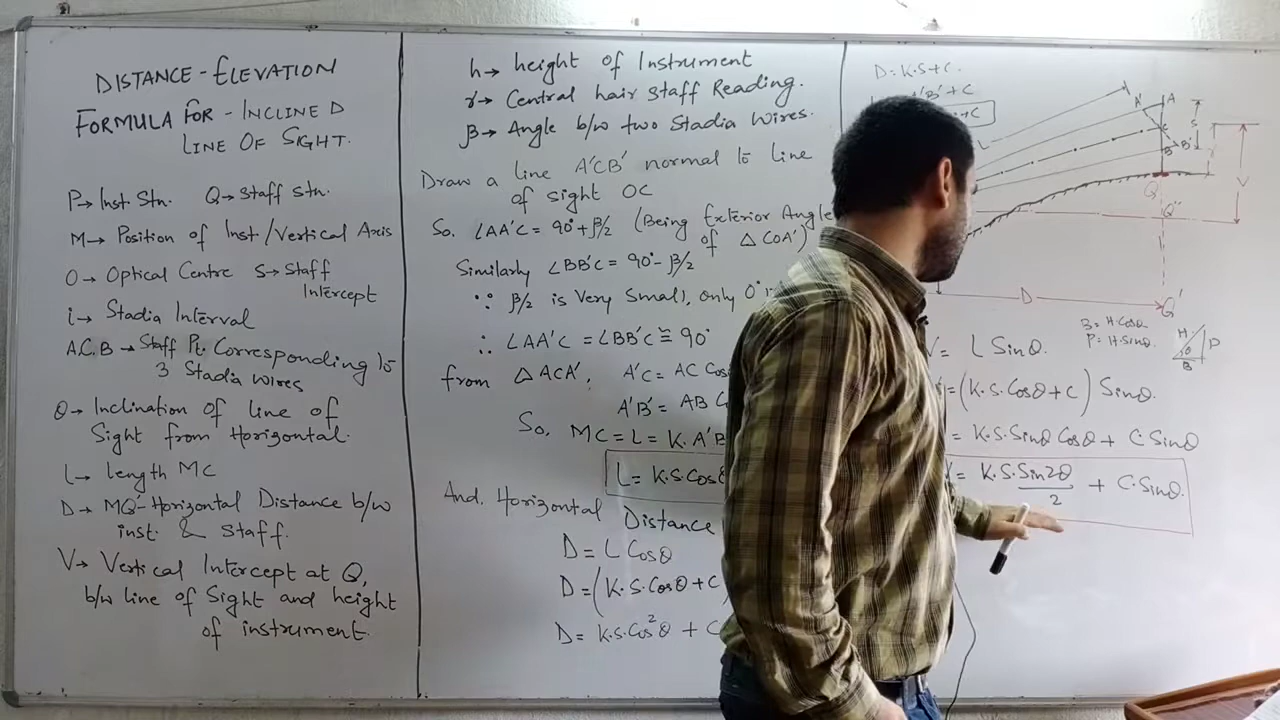 DISTANCE - ELEVATION
FORMULA FOR - INCLINED
LINE OF SIGHT.
P→ Inst. Stn. Q→ Staff stn.
M→ Position of Inst/Vertical Axis
O→ Optical Centre S→ Staff
Intercept
i→ Stadia Interval
A.C.B → Staff Pt. Corresponding to
3 Stadia wires
θ→ Inclination of line of
Sight from Horizontal.
L→ length MC
D→ MQ'- Horizontal Distance b/w
inst. & staff.
V→ Vertical Intercept at Q,
b/w line of Sight and height
of instrument.
h→ height of Instrument
r→ Central hair staff Reading.
β→ Angle b/w two Stadia Wires.
Draw a line A'CB' normal to line
of sight OC
So, ∠AA'C = 90°+ β/2 (Being Exterior Angle
of △ COA')
Similarly ∠BB'C = 90°- β/2
∵ β/2 is Very Small, only 0°
∴ ∠AA'C = ∠BB'C ≅ 90°
from △ ACA', A'C = AC Cos
A'B' = AB
So, MC = L = K. A'B
L = K.S.Cosθ
And. Horizontal Distance
D = L Cosθ
D = (K.S.Cosθ + C
D = K.S.Cos²θ + C
D = K.S + C.
A'B' + C
+ C
A' A
S
C
B B'
V
L
Q
Q"
D
Q'
B = H.Cosθ
P = H.Sinθ.
H P
θ
B
V = L Sinθ.
= (K.S.Cosθ + C) Sinθ.
= K.S.Sinθ Cosθ + C.Sinθ
= K.S.Sin2θ/2 + C.Sinθ.